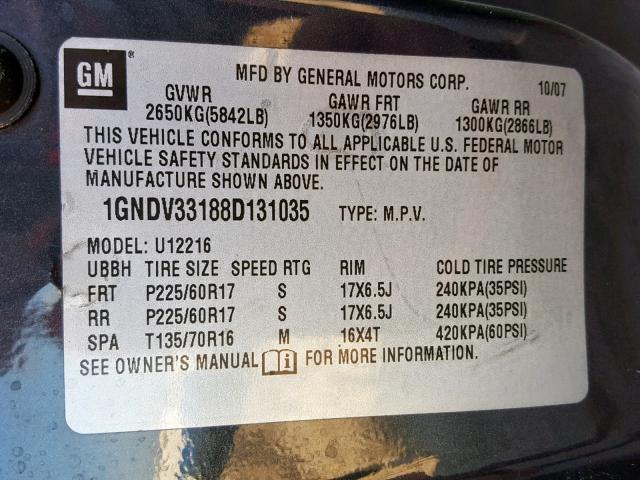 GM ®
MFD BY GENERAL MOTORS CORP. 10/07
GVWR GAWR FRT GAWR RR
2650KG(5842LB) 1350KG(2976LB) 1300KG(2866LB)
THIS VEHICLE CONFORMS TO ALL APPLICABLE U.S. FEDERAL MOTOR
VEHICLE SAFETY STANDARDS IN EFFECT ON THE DATE OF
MANUFACTURE SHOWN ABOVE.
1GNDV33188D131035 TYPE: M.P.V.
MODEL: U12216
UBBH TIRE SIZE SPEED RTG RIM COLD TIRE PRESSURE
FRT P225/60R17 S 17X6.5J 240KPA(35PSI)
RR P225/60R17 S 17X6.5J 240KPA(35PSI)
SPA T135/70R16 M 16X4T 420KPA(60PSI)
SEE OWNER'S MANUAL i FOR MORE INFORMATION.